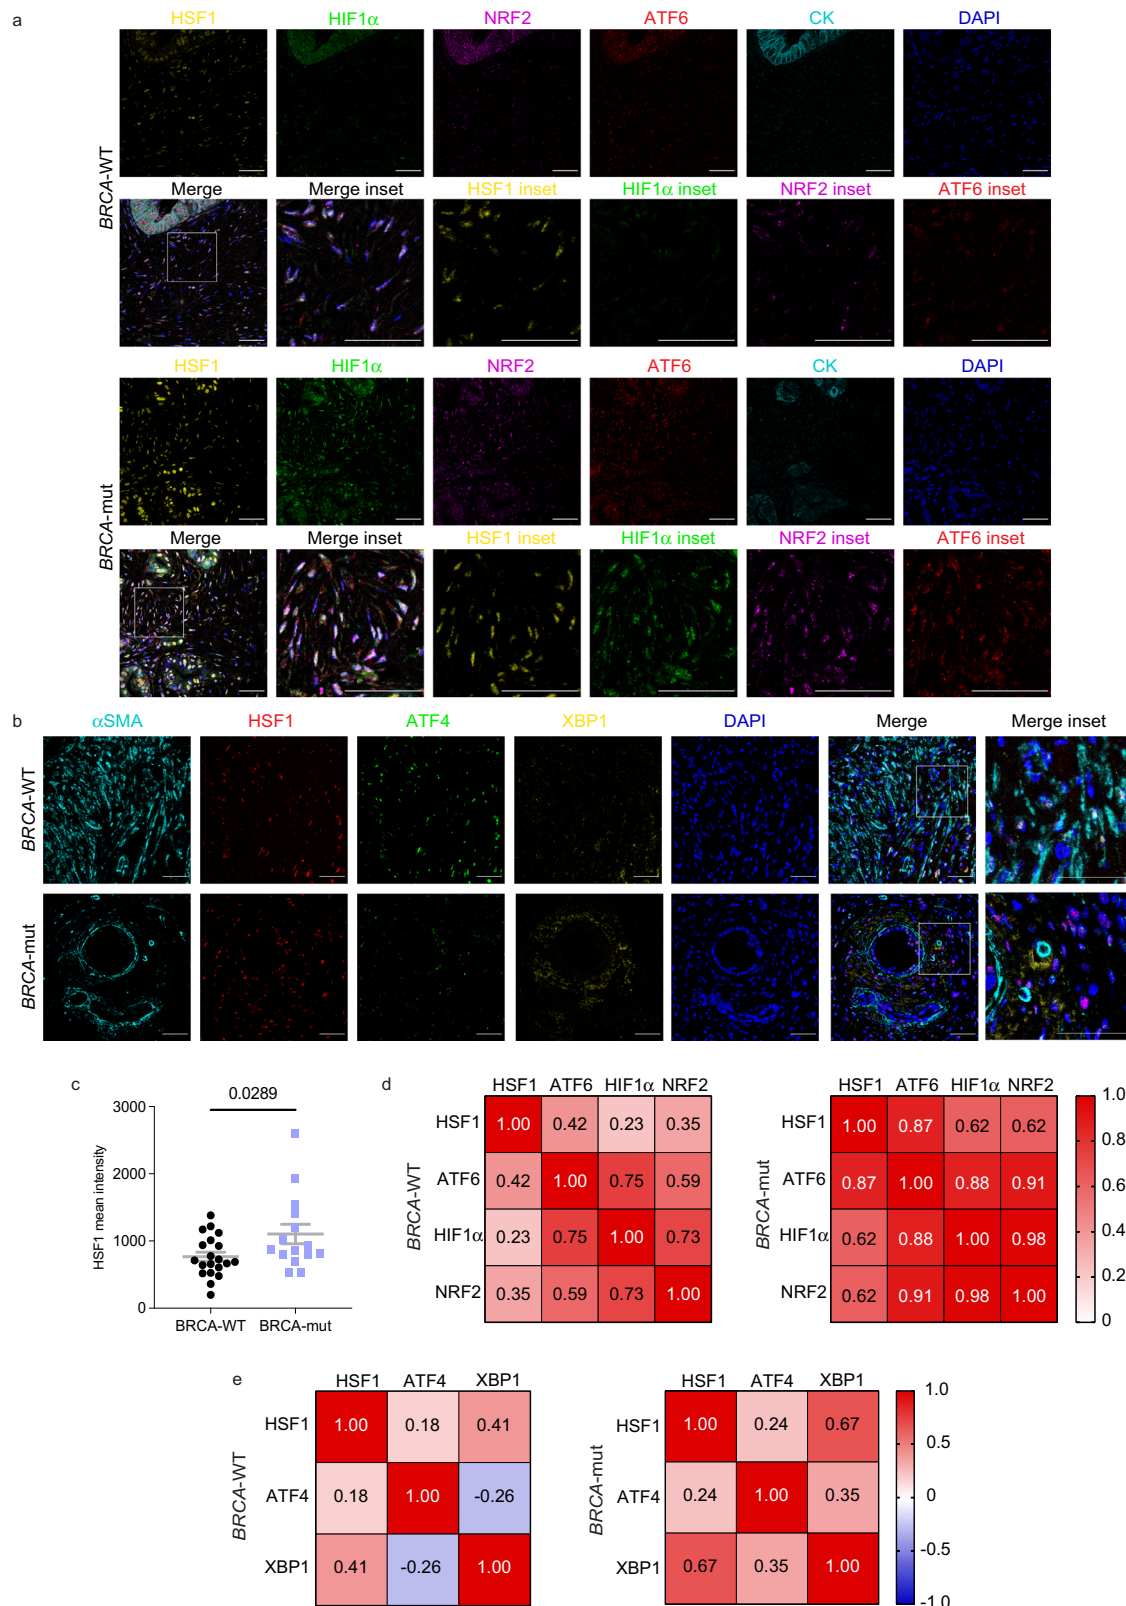 a
HSF1 HIF1α NRF2 ATF6 CK DAPI
BRCA-WT
Merge Merge inset HSF1 inset HIF1α inset NRF2 inset ATF6 inset
HSF1 HIF1α NRF2 ATF6 CK DAPI
BRCA-mut
Merge Merge inset HSF1 inset HIF1α inset NRF2 inset ATF6 inset
b
αSMA HSF1 ATF4 XBP1 DAPI Merge Merge inset
BRCA-WT
BRCA-mut
c
0.0289
HSF1 mean intensity
3000
2000
1000
0
BRCA-WT BRCA-mut
d
HSF1 ATF6 HIF1α NRF2
BRCA-WT
HSF1 1.00 0.42 0.23 0.35
ATF6 0.42 1.00 0.75 0.59
HIF1α 0.23 0.75 1.00 0.73
NRF2 0.35 0.59 0.73 1.00
HSF1 ATF6 HIF1α NRF2
BRCA-mut
HSF1 1.00 0.87 0.62 0.62
ATF6 0.87 1.00 0.88 0.91
HIF1α 0.62 0.88 1.00 0.98
NRF2 0.62 0.91 0.98 1.00
1.0
0.8
0.6
0.4
0.2
0
e
HSF1 ATF4 XBP1
BRCA-WT
HSF1 1.00 0.18 0.41
ATF4 0.18 1.00 -0.26
XBP1 0.41 -0.26 1.00
HSF1 ATF4 XBP1
BRCA-mut
HSF1 1.00 0.24 0.67
ATF4 0.24 1.00 0.35
XBP1 0.67 0.35 1.00
1.0
0.5
0
-0.5
-1.0